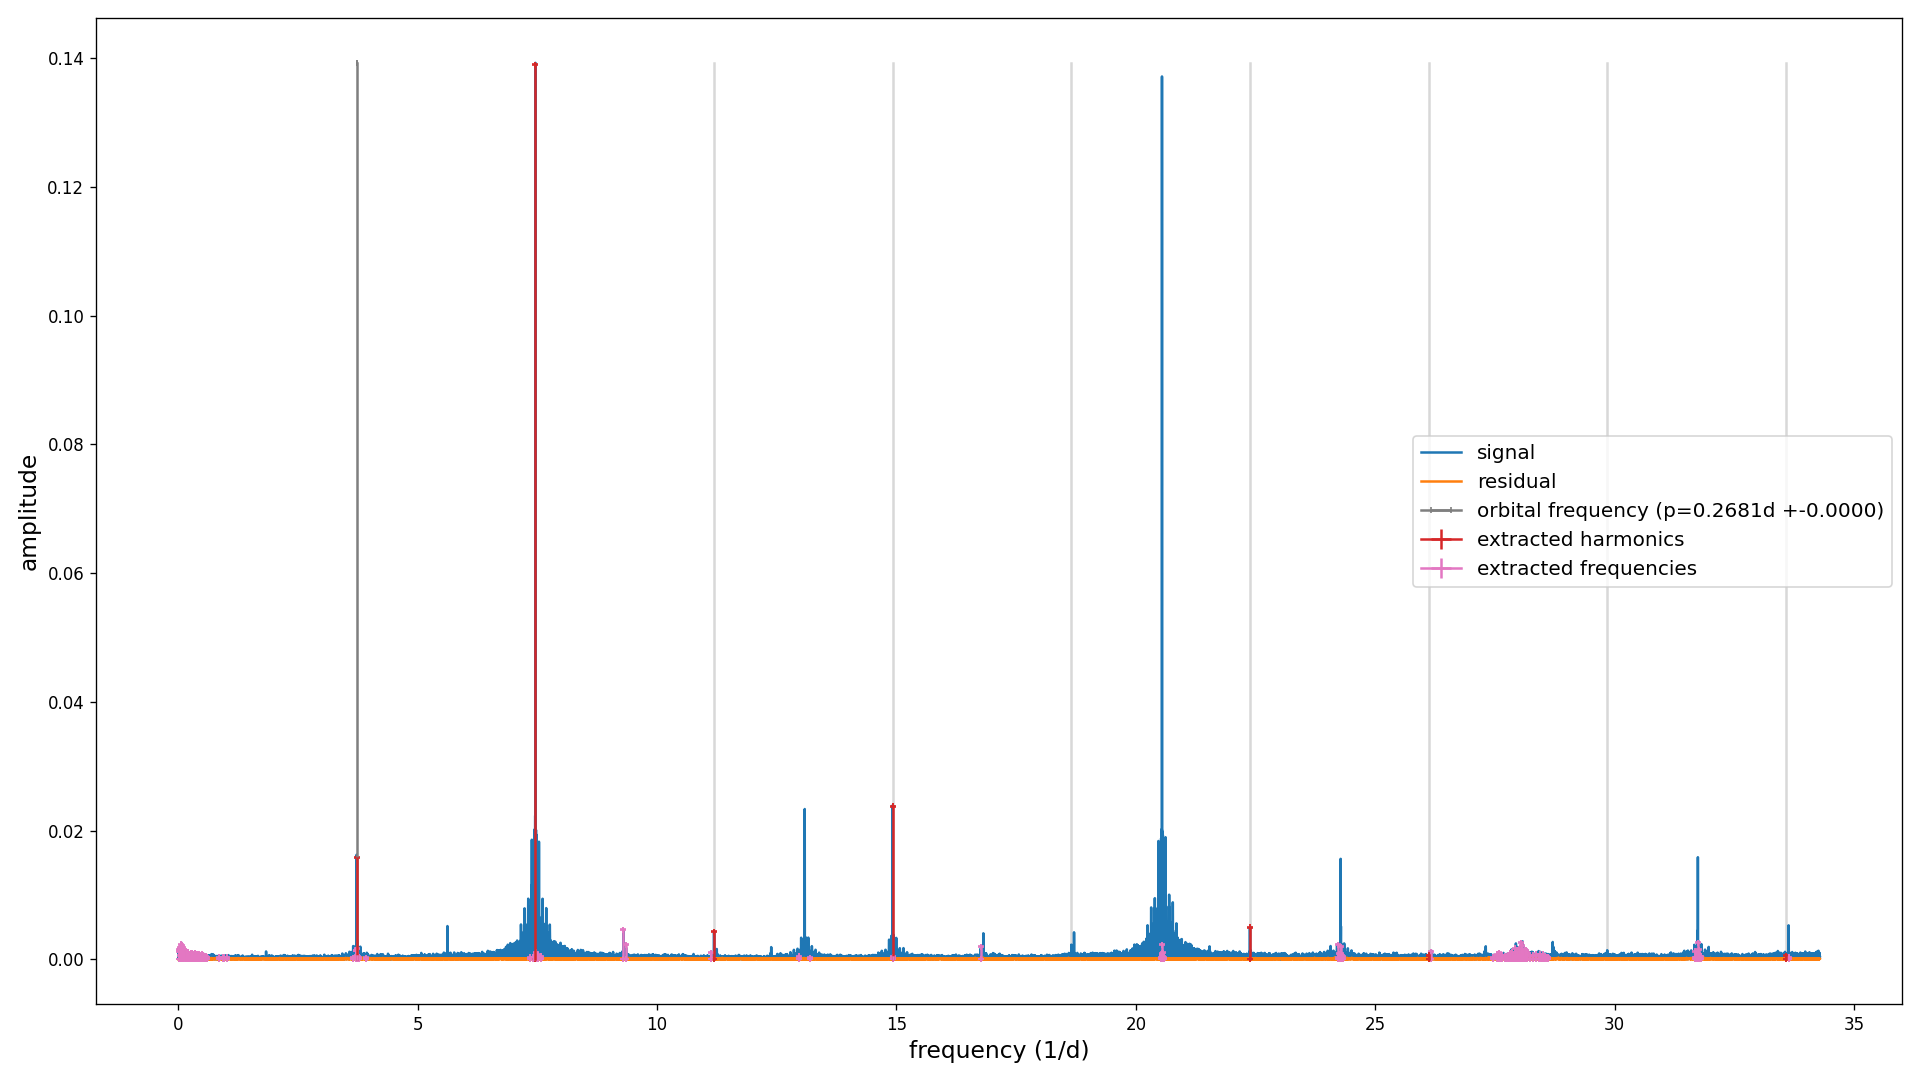 0.14
0.12
0.10
0.08
0.06
0.04
0.02
0.00
amplitude
signal
residual
orbital frequency (p=0.2681d +-0.0000)
extracted harmonics
extracted frequencies
0 5 10 15 20 25 30 35
frequency (1/d)